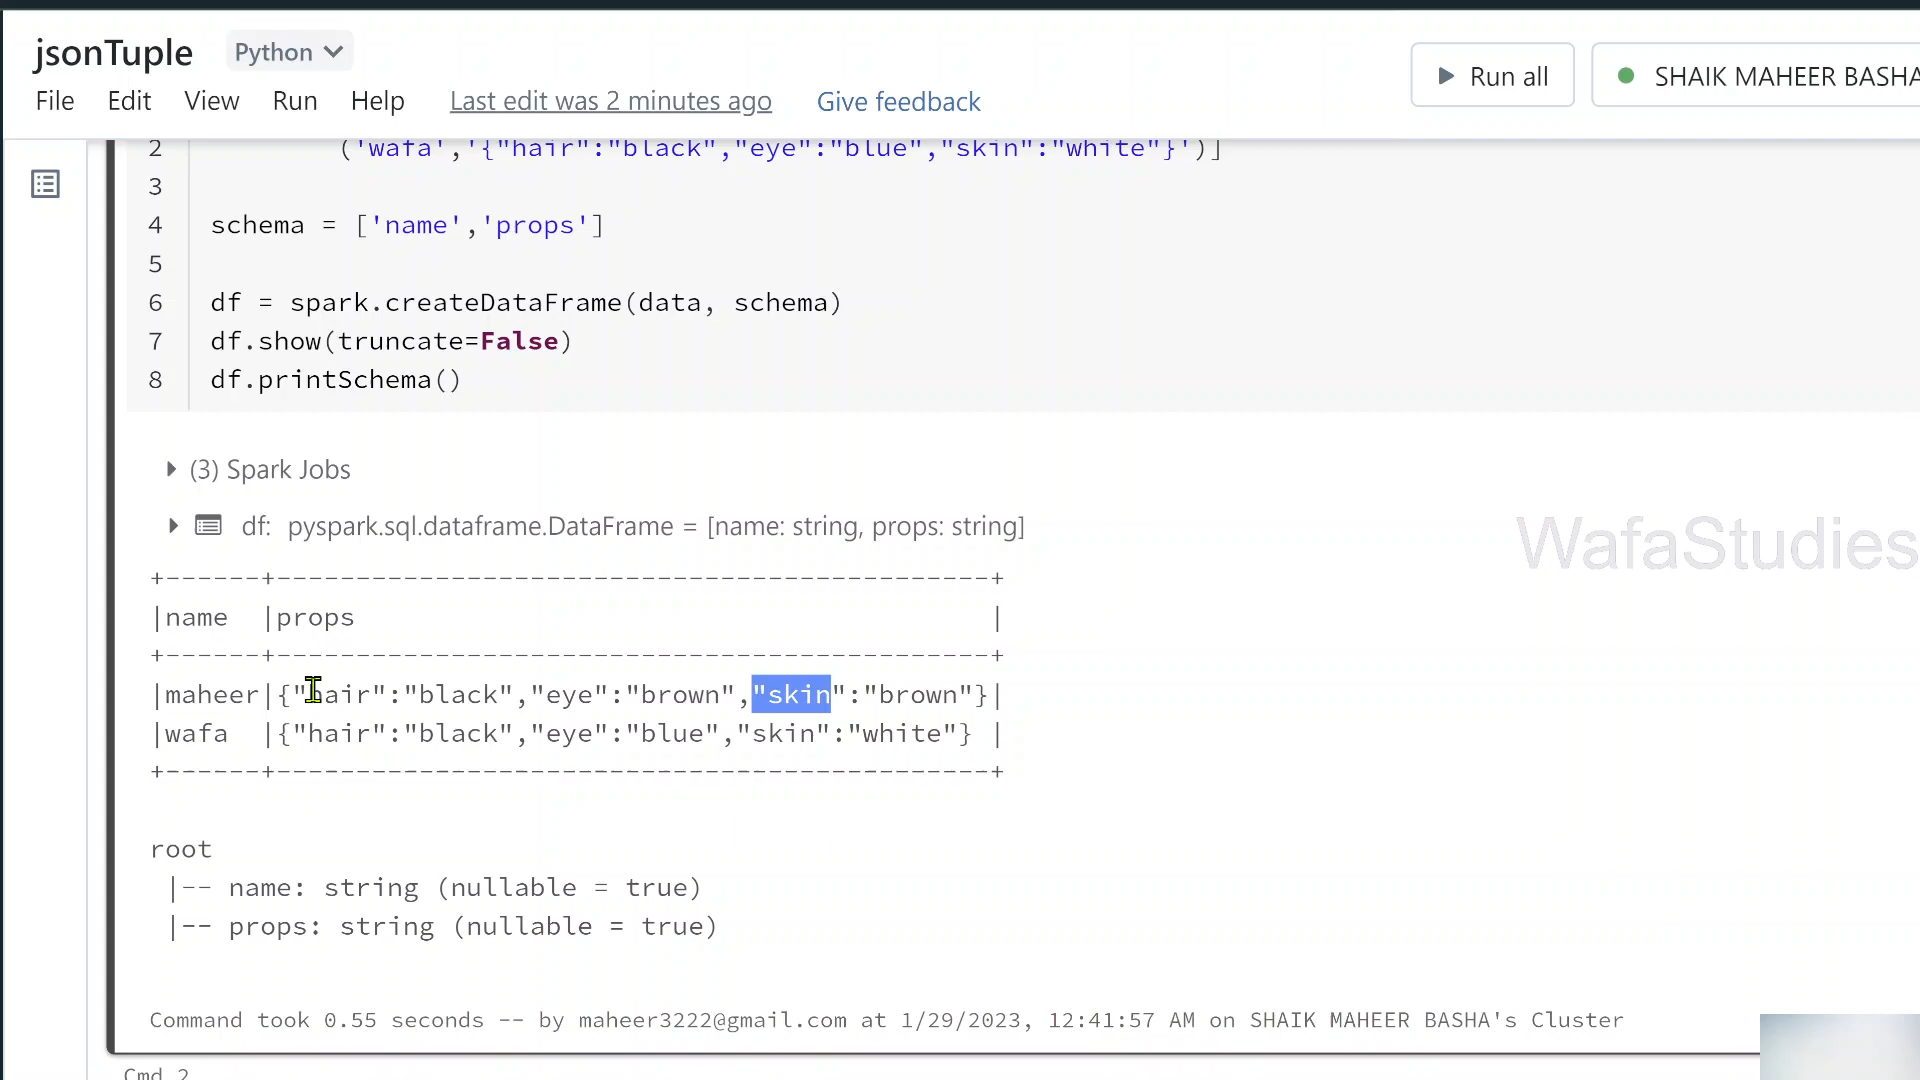 jsonTuple Python
Run all SHAIK MAHEER BASHA
File Edit View Run Help Last edit was 2 minutes ago Give feedback
2 ('wafa','{"hair":"black","eye":"blue","skin":"white"}')]
3
4 schema = ['name','props']
5
6 df = spark.createDataFrame(data, schema)
7 df.show(truncate=False)
8 df.printSchema()
(3) Spark Jobs
df: pyspark.sql.dataframe.DataFrame = [name: string, props: string]
WafaStudies
+------+---------------------------------------------+
|name  |props                                        |
+------+---------------------------------------------+
|maheer|{"hair":"black","eye":"brown","skin":"brown"}|
|wafa  |{"hair":"black","eye":"blue","skin":"white"} |
+------+---------------------------------------------+
root
|-- name: string (nullable = true)
|-- props: string (nullable = true)
Command took 0.55 seconds -- by maheer3222@gmail.com at 1/29/2023, 12:41:57 AM on SHAIK MAHEER BASHA's Cluster
Cmd 2